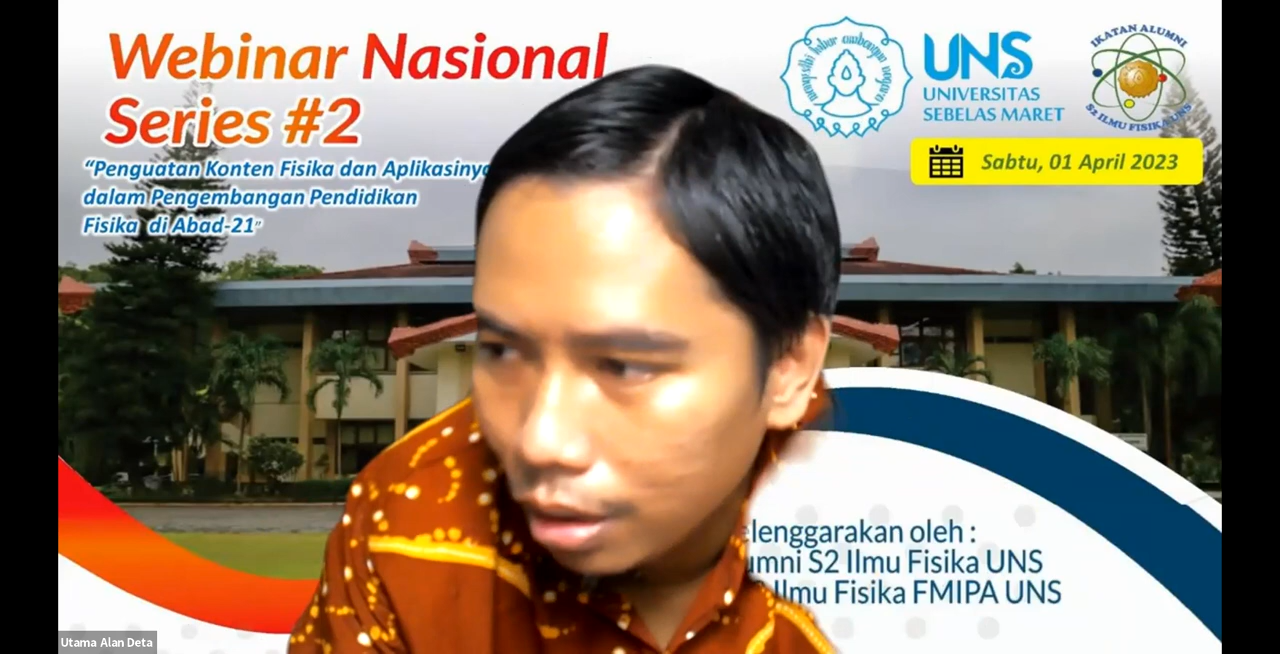 Webinar Nasional
Series #2
“Penguatan Konten Fisika dan Aplikasinya
dalam Pengembangan Pendidikan
Fisika di Abad-21”
UNS
UNIVERSITAS
SEBELAS MARET
IKATAN ALUMNI
S2 ILMU FISIKA UNS
Sabtu, 01 April 2023
elenggarakan oleh :
umni S2 Ilmu Fisika UNS
Ilmu Fisika FMIPA UNS
Utama Alan Deta